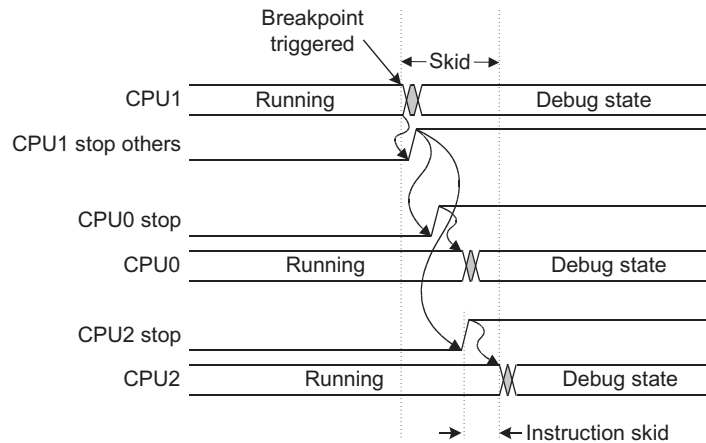 Breakpoint
triggered
Skid
CPU1
Running
Debug state
CPU1 stop others
CPU0 stop
CPU0
Running
Debug state
CPU2 stop
CPU2
Running
Debug state
Instruction skid